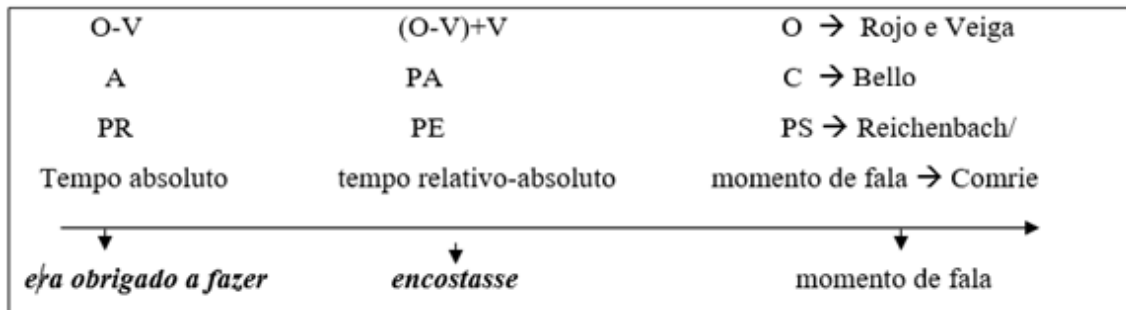 O-V (O-V)+V O → Rojo e Veiga
A PA C → Bello
PR PE PS → Reichenbach/
Tempo absoluto tempo relativo-absoluto momento de fala → Comrie
era obrigado a fazer encostasse momento de fala